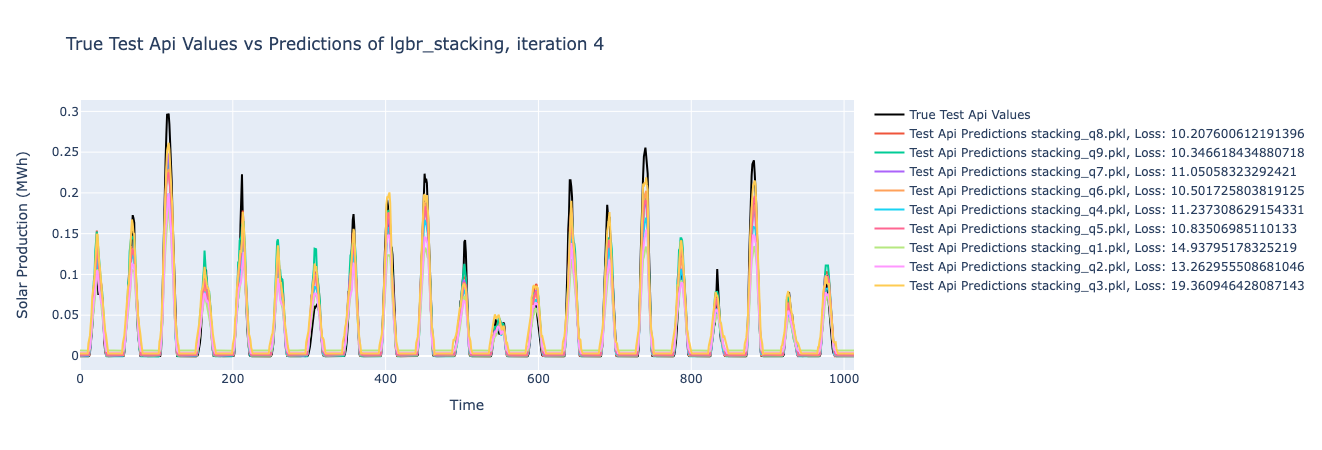 True Test Api Values vs Predictions of lgbr_stacking, iteration 4
Solar Production (MWh)
0.3
0.25
0.2
0.15
0.1
0.05
0
0 200 400 600 800 1000
Time
True Test Api Values
Test Api Predictions stacking_q8.pkl, Loss: 10.207600612191396
Test Api Predictions stacking_q9.pkl, Loss: 10.346618434880718
Test Api Predictions stacking_q7.pkl, Loss: 11.05058323292421
Test Api Predictions stacking_q6.pkl, Loss: 10.501725803819125
Test Api Predictions stacking_q4.pkl, Loss: 11.237308629154331
Test Api Predictions stacking_q5.pkl, Loss: 10.83506985110133
Test Api Predictions stacking_q1.pkl, Loss: 14.93795178325219
Test Api Predictions stacking_q2.pkl, Loss: 13.262955508681046
Test Api Predictions stacking_q3.pkl, Loss: 19.360946428087143